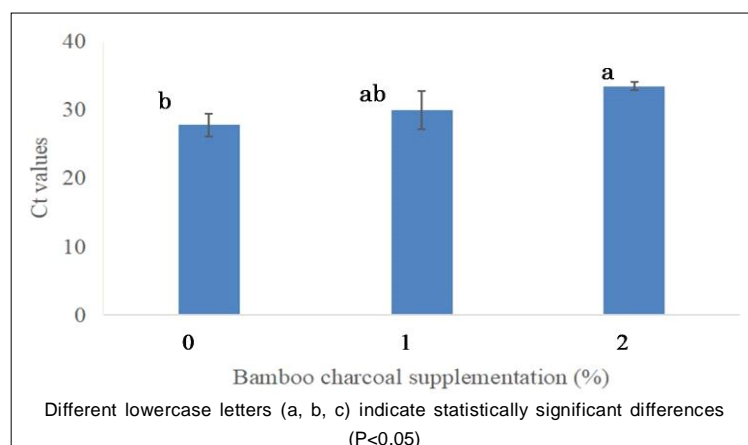 40
30
20
10
0
Ct values
b
ab
a
0 1 2
Bamboo charcoal supplementation (%)
Different lowercase letters (a, b, c) indicate statistically significant differences
(P<0.05)